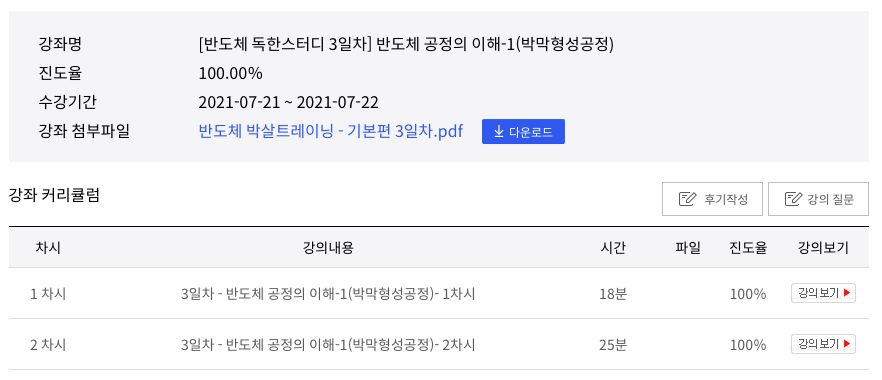 강좌명 [반도체 독한스터디 3일차] 반도체 공정의 이해-1(박막형성공정)
진도율 100.00%
수강기간 2021-07-21 ~ 2021-07-22
강좌 첨부파일 반도체 박살트레이닝 - 기본편 3일차.pdf 다운로드
강좌 커리큘럼 후기작성 강의 질문
차시 강의내용 시간 파일 진도율 강의보기
1 차시 3일차 - 반도체 공정의 이해-1(박막형성공정)- 1차시 18분 100% 강의보기
2 차시 3일차 - 반도체 공정의 이해-1(박막형성공정)- 2차시 25분 100% 강의보기